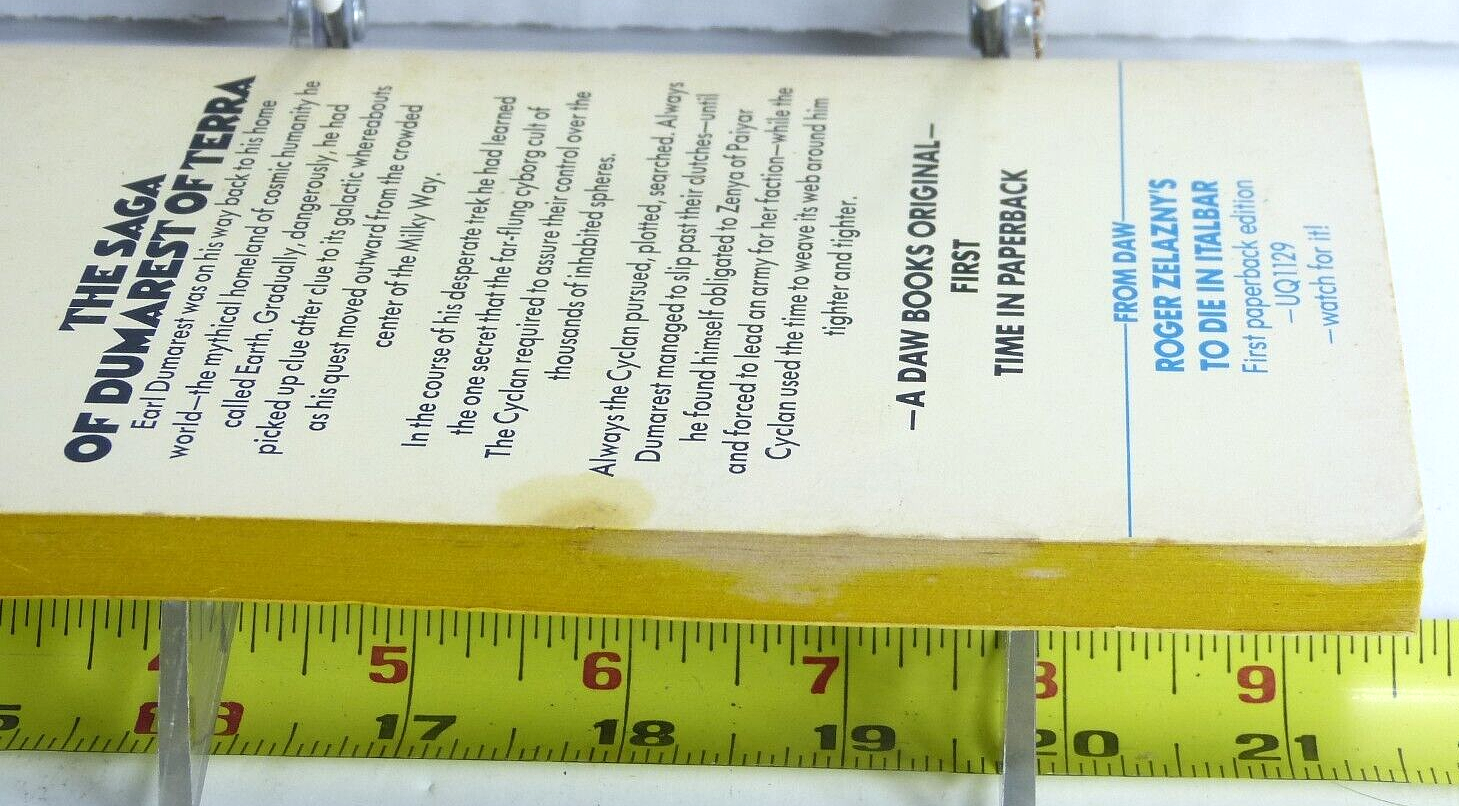 THE SAGA
OF DUMAREST OF TERRA
Earl Dumarest was on his way back to his home
world—the mythical homeland of cosmic humanity he
called Earth. Gradually, dangerously, he had
picked up clue after clue to its galactic whereabouts
as his quest moved outward from the crowded
center of the Milky Way.
In the course of his desperate trek he had learned
the one secret that the far-flung cyborg cult of
The Cyclan required to assure their control over the
thousands of inhabited spheres.
Always the Cyclan pursued, plotted, searched. Always
Dumarest managed to slip past their clutches—until
he found himself obligated to Zenya of Paiyar
and forced to lead an army for her faction—while the
Cyclan used the time to weave its web around him
tighter and tighter.
—A DAW BOOKS ORIGINAL—
FIRST
TIME IN PAPERBACK
FROM DAW
ROGER ZELAZNY'S
TO DIE IN ITALBAR
First paperback edition
—UQ1129
—watch for it!
4 5 6 7 8 9
17 18 19 20 21